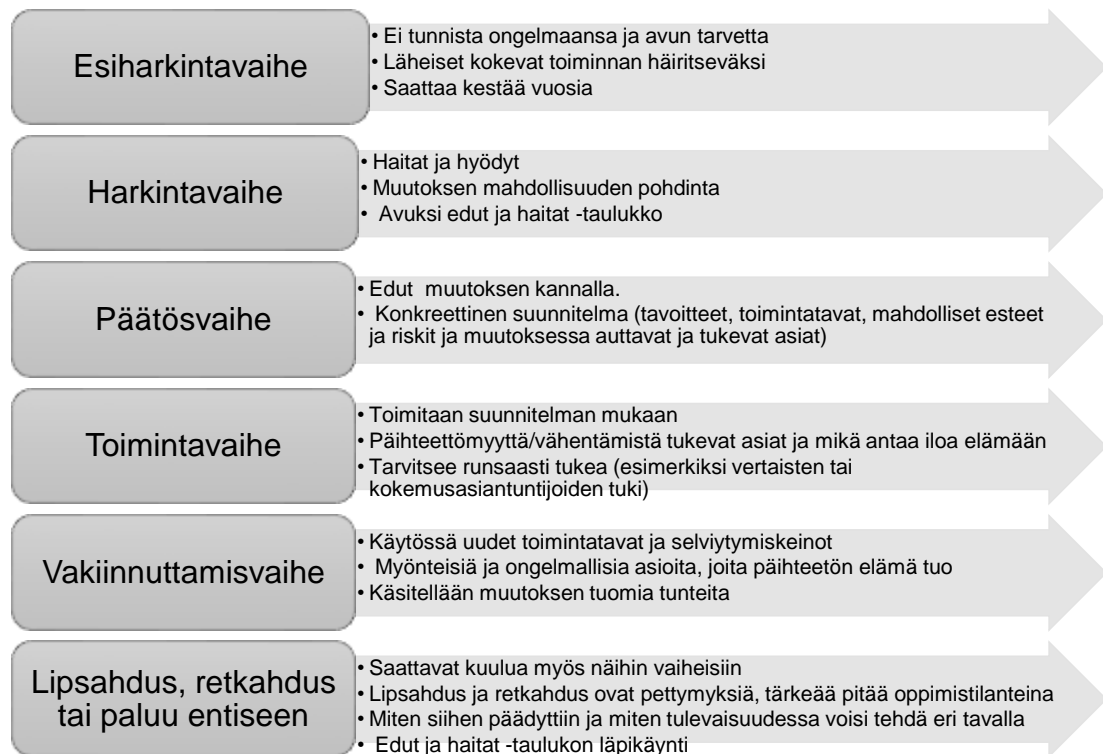 Esiharkintavaihe
• Ei tunnista ongelmaansa ja avun tarvetta
• Läheiset kokevat toiminnan häiritseväksi
• Saattaa kestää vuosia
Harkintavaihe
• Haitat ja hyödyt
• Muutoksen mahdollisuuden pohdinta
• Avuksi edut ja haitat -taulukko
Päätösvaihe
• Edut muutoksen kannalla.
• Konkreettinen suunnitelma (tavoitteet, toimintatavat, mahdolliset esteet
ja riskit ja muutoksessa auttavat ja tukevat asiat)
Toimintavaihe
• Toimitaan suunnitelman mukaan
• Päihteettömyyttä/vähentämistä tukevat asiat ja mikä antaa iloa elämään
• Tarvitsee runsaasti tukea (esimerkiksi vertaisten tai
kokemusasiantuntijoiden tuki)
Vakiinnuttamisvaihe
• Käytössä uudet toimintatavat ja selviytymiskeinot
• Myönteisiä ja ongelmallisia asioita, joita päihteetön elämä tuo
• Käsitellään muutoksen tuomia tunteita
Lipsahdus, retkahdus
tai paluu entiseen
• Saattavat kuulua myös näihin vaiheisiin
• Lipsahdus ja retkahdus ovat pettymyksiä, tärkeää pitää oppimistilanteina
• Miten siihen päädyttiin ja miten tulevaisuudessa voisi tehdä eri tavalla
• Edut ja haitat -taulukon läpikäynti